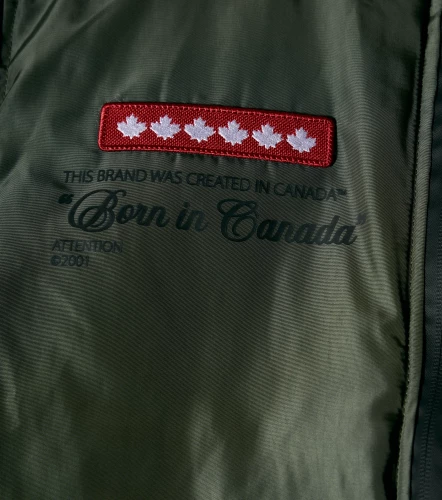 THIS BRAND WAS CREATED IN CANADA™
"Born in Canada"
ATTENTION
©2001